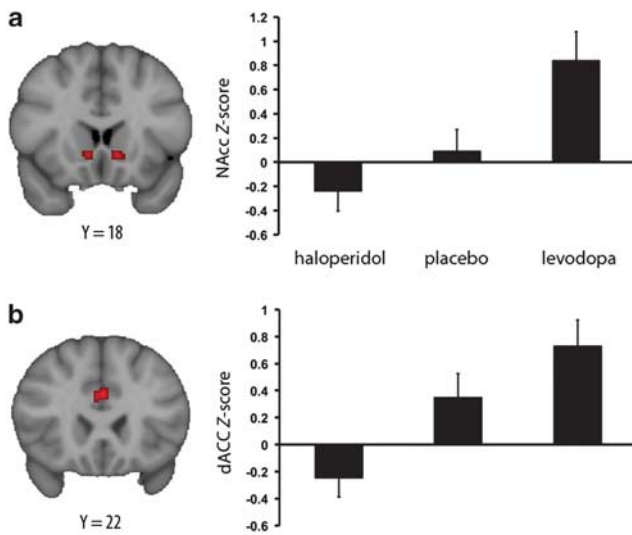 a
NAcc Z-score
1.2
1
0.8
0.6
0.4
0.2
0
-0.2
-0.4
-0.6
Y = 18
haloperidol placebo levodopa
b
dACC Z-score
1
0.8
0.6
0.4
0.2
0
-0.2
-0.4
-0.6
Y = 22